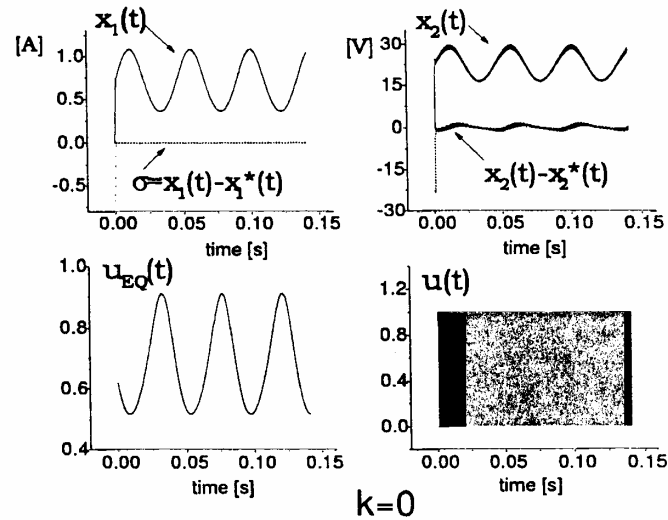 x₁(t)
[A]
1.0
0.5
0.0
-0.5
σ=x₁(t)-x₁*(t)
0.00 0.05 0.10 0.15
time [s]
x₂(t)
[V]
30
15
0
-15
-30
x₂(t)-x₂*(t)
0.00 0.05 0.10 0.15
time [s]
u_EQ(t)
1.0
0.8
0.6
0.4
0.00 0.05 0.10 0.15
time [s]
u(t)
1.2
0.8
0.4
0.0
0.00 0.05 0.10 0.15
time [s]
k=0